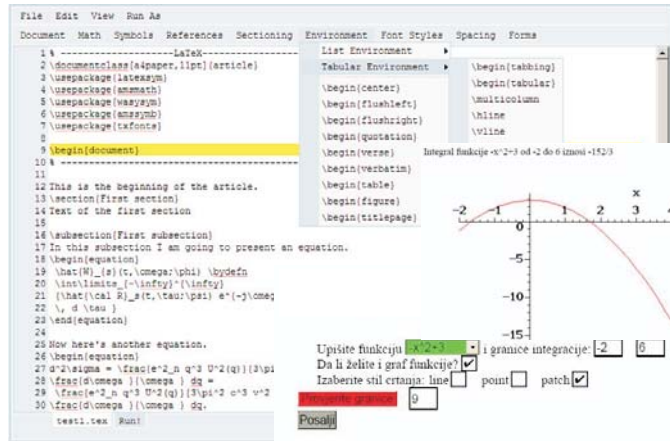 File Edit View Run As
Document Math Symbols References Sectioning Environment Font Styles Spacing Forms
List Environment
Tabular Environment
\begin{center}
\begin{flushleft}
\begin{flushright}
\begin{quotation}
\begin{verse}
\begin{verbatim}
\begin{table}
\begin{figure}
\begin{titlepage}
\begin{tabbing}
\begin{tabular}
\multicolumn
\hline
\vline
1 % --------------------LaTeX--------------------
2 \documentclass[a4paper,11pt]{article}
3 \usepackage{latexsym}
4 \usepackage{amsmath}
5 \usepackage{wasysym}
6 \usepackage{amssymb}
7 \usepackage{txfonts}
8
9 \begin{document}
10 % --------------------
11
12 This is the beginning of the article.
13 \section{First section}
14 Text of the first section
15
16 \subsection{First subsection}
17 In this subsection I am going to present an equation.
18 \begin{equation}
19 \hat{W}_{s}(t,\omega;\phi) \bydefn
20 \int\limits_{-\infty}^{\infty}
21 {\hat{\cal R}_s(t,\tau;\psi) e^{-j\omeg
22 \, d \tau }
23 \end{equation}
24
25 Now here's another equation.
26 \begin{equation}
27 d^2\sigma = \frac{e^2_n q^3 U^2(q)}{3\pi
28 \frac{d\omega }{\omega } dq =
29 \frac{e^2_n q^3 U^2(q)}{3\pi^2 c^3 v^2
30 \frac{d\omega }{\omega } dq.
test1.tex Run!
Integral funkcije -x^2+3 od -2 do 6 iznosi -152/3
x
-2 -1 1 2 3
0
-5
-10
-15
Upišite funkciju -x^2+3 i granice integracije: -2 6
Da li želite i graf funkcije?
Izaberite stil crtanja: line point patch
Provjerite granice 9
Posalji